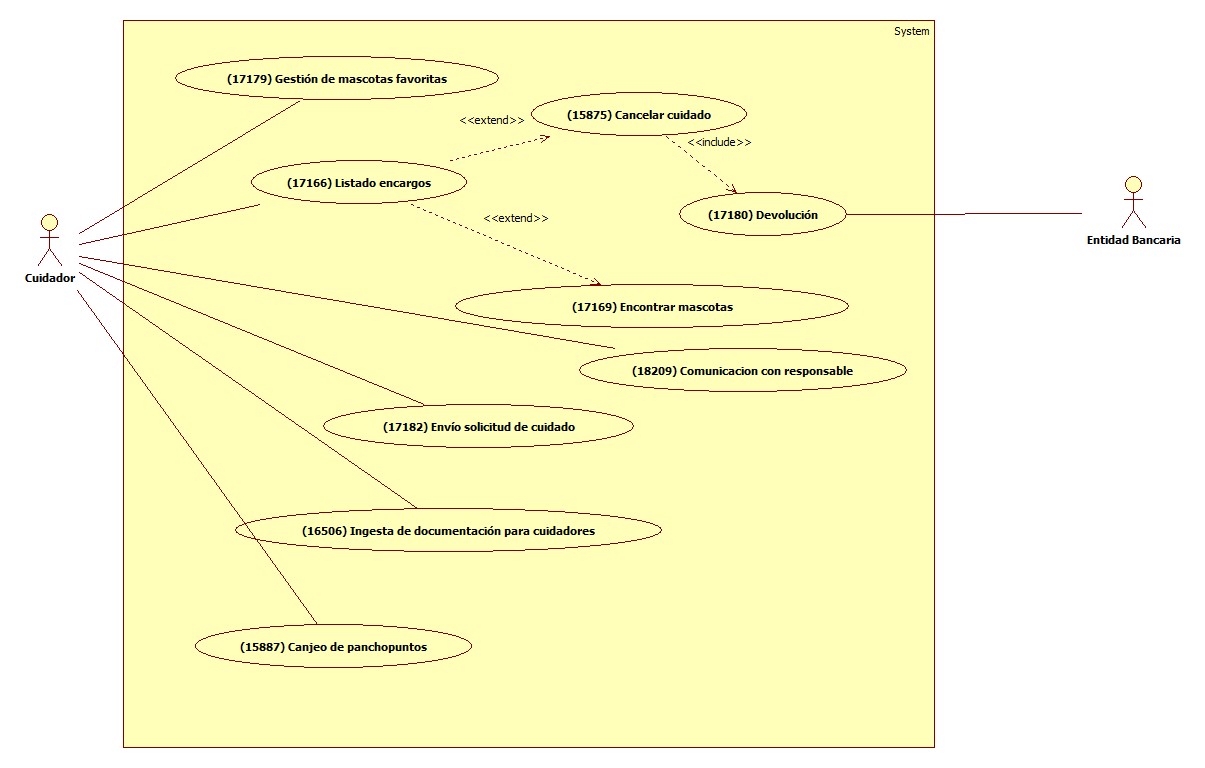 System
(17179) Gestión de mascotas favoritas
<<extend>>
(15875) Cancelar cuidado
<<include>>
(17166) Listado encargos
(17180) Devolución
<<extend>>
Entidad Bancaria
Cuidador
(17169) Encontrar mascotas
(18209) Comunicacion con responsable
(17182) Envío solicitud de cuidado
(16506) Ingesta de documentación para cuidadores
(15887) Canjeo de panchopuntos